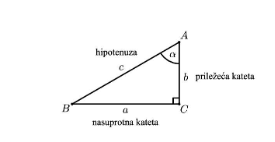 A
hipotenuza
α
c
b
priležeća kateta
B
a
C
nasuprotna kateta